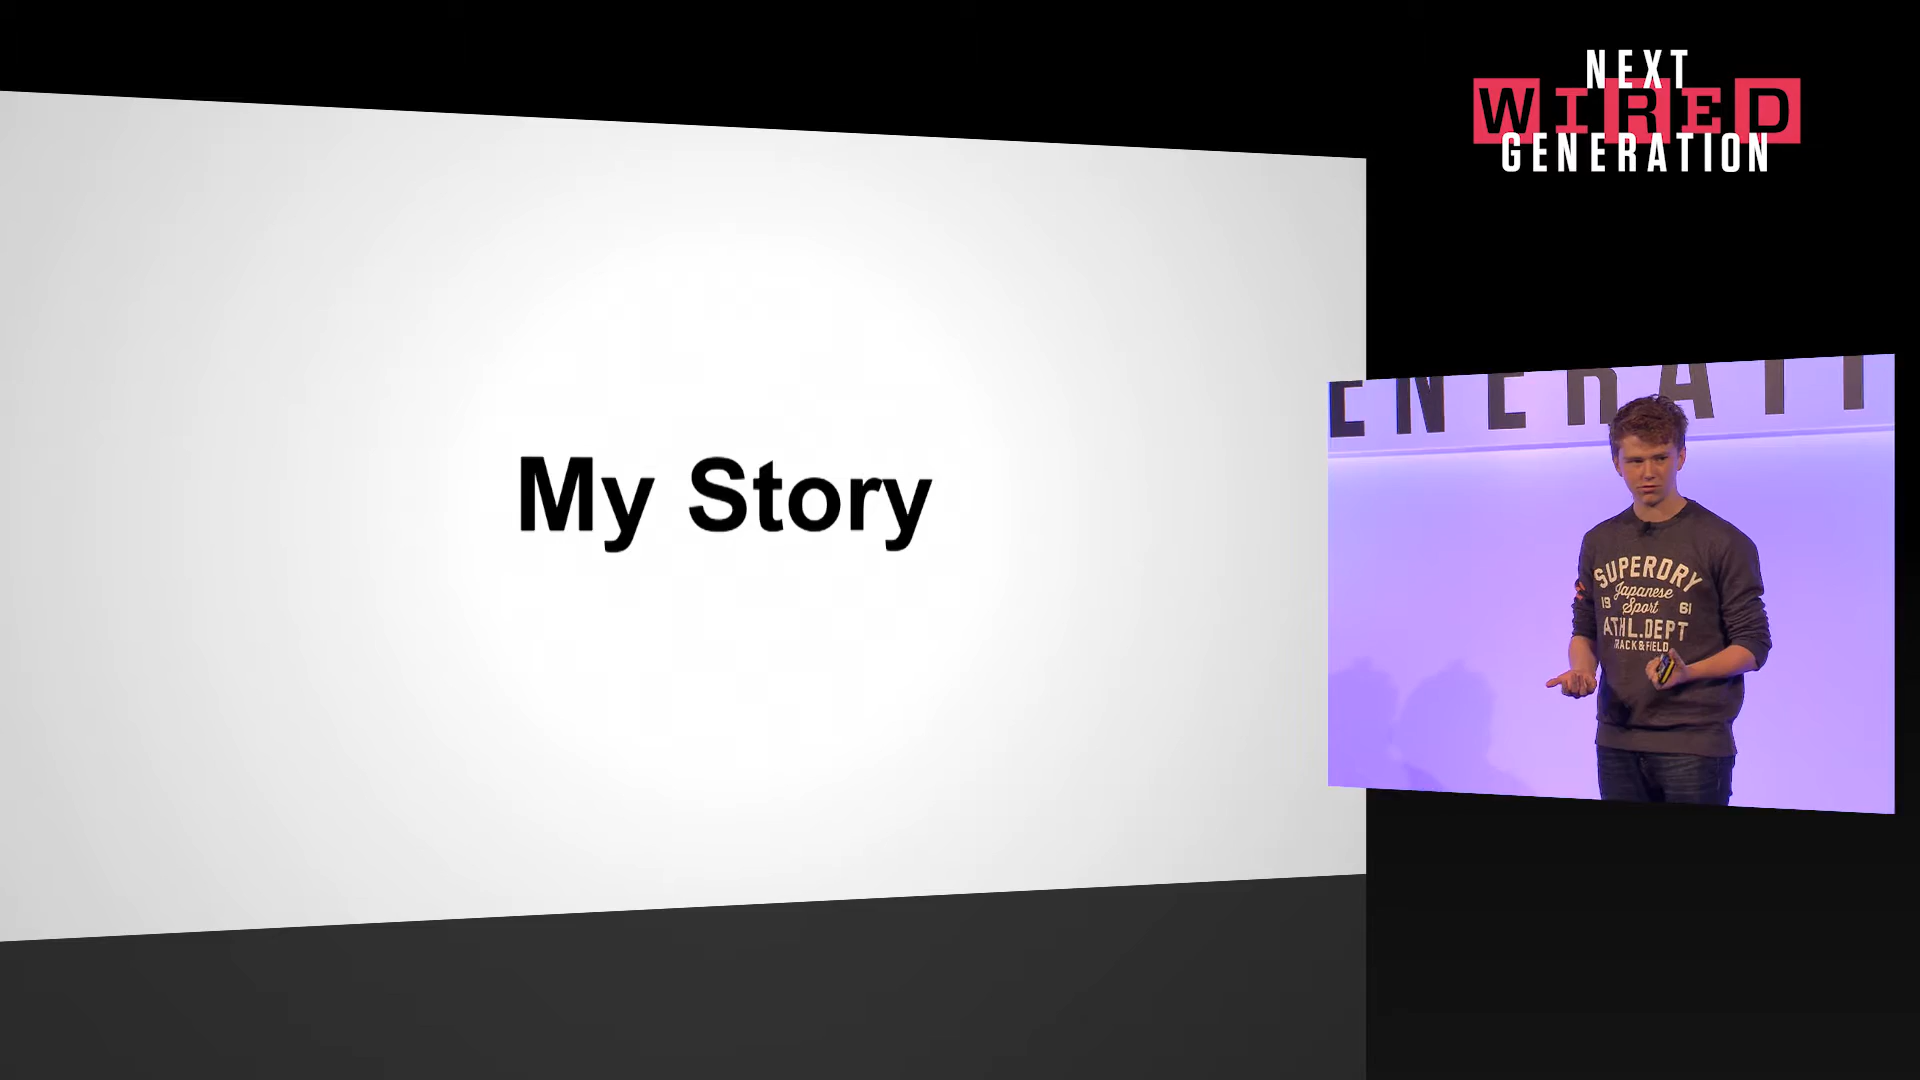 NEXT
WIRED
GENERATION
My Story
ENERATI
SUPERDRY
Japanese
19 Sport 61
ATHL.DEPT
TRACK & FIELD